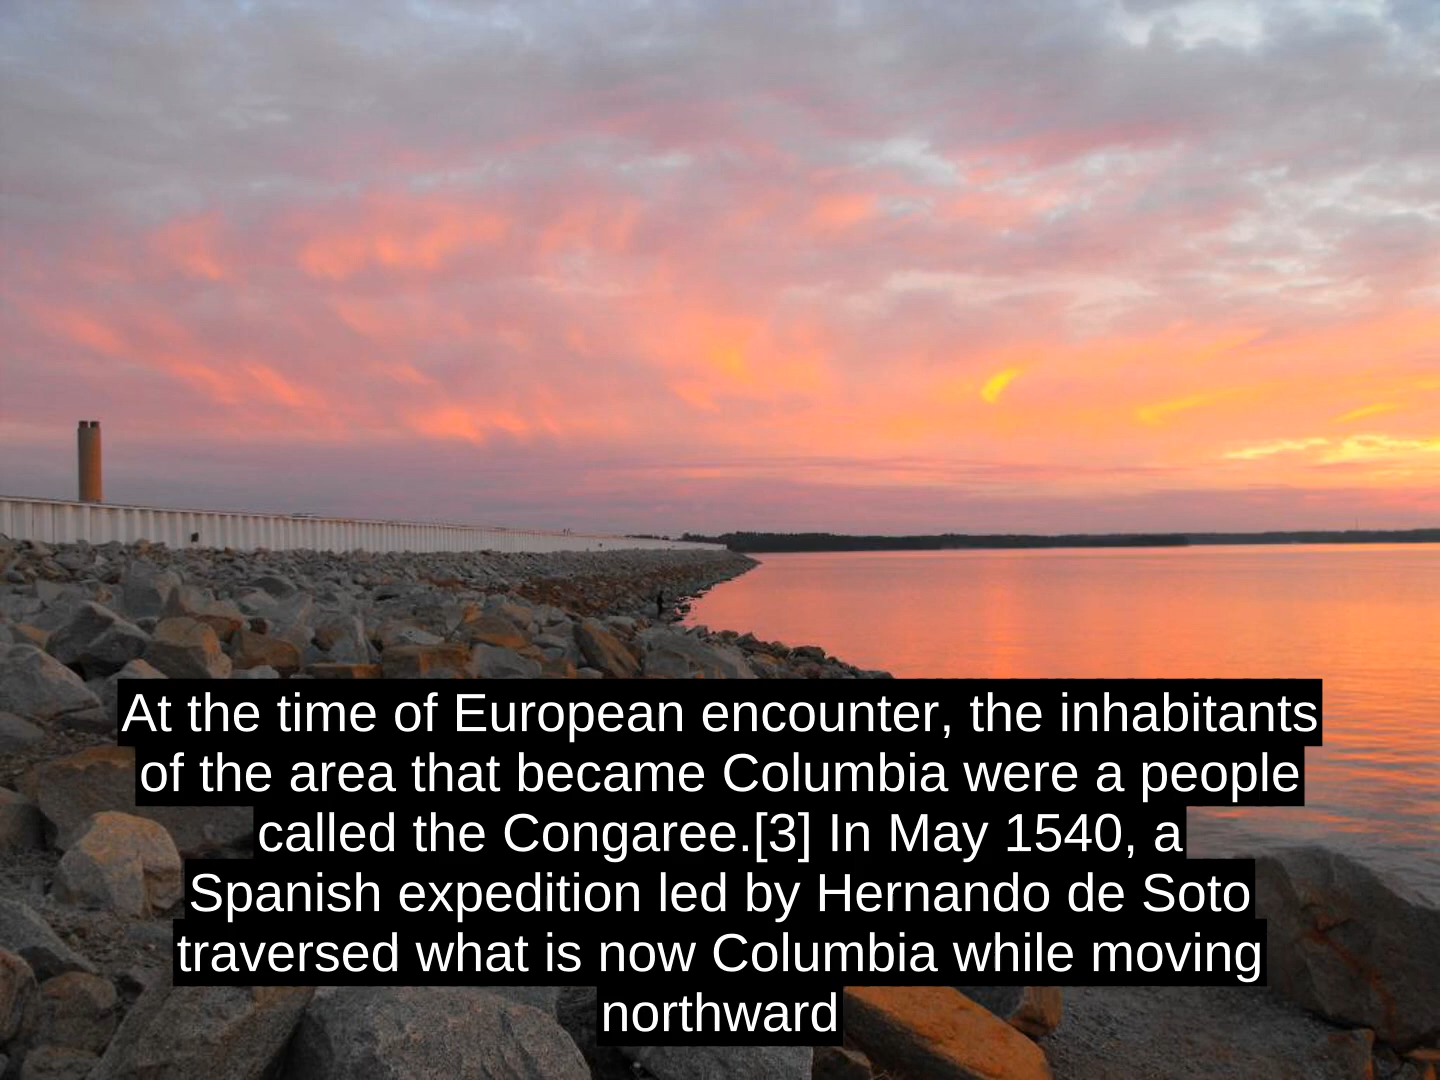 At the time of European encounter, the inhabitants
of the area that became Columbia were a people
called the Congaree.[3] In May 1540, a
Spanish expedition led by Hernando de Soto
traversed what is now Columbia while moving
northward